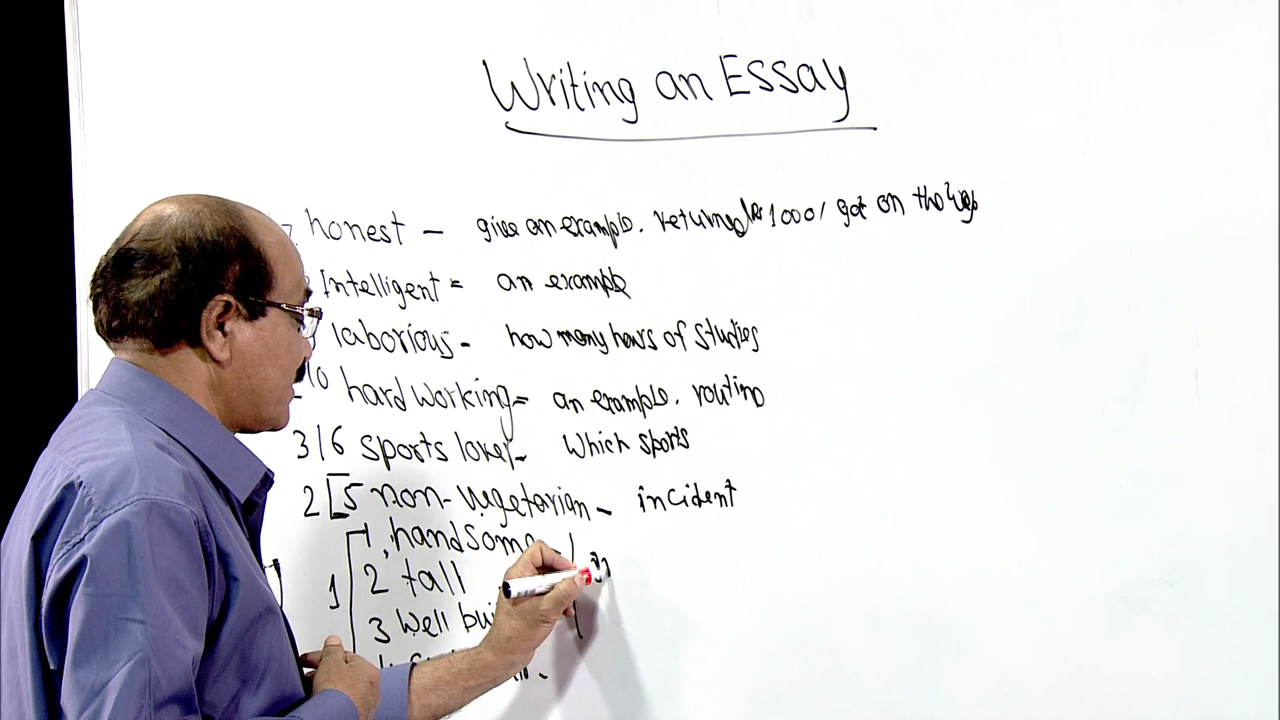 Writing an Essay
7 honest - give an example. returned Rs 1000/ got on the way
Intelligent = an example
laborious - how many hours of studies
10 hard working = an example. routine
3 | 6 sports lover - which sports
2 [ 5 non-vegetarian - incident
1, handsome
1 2 tall
3 Well